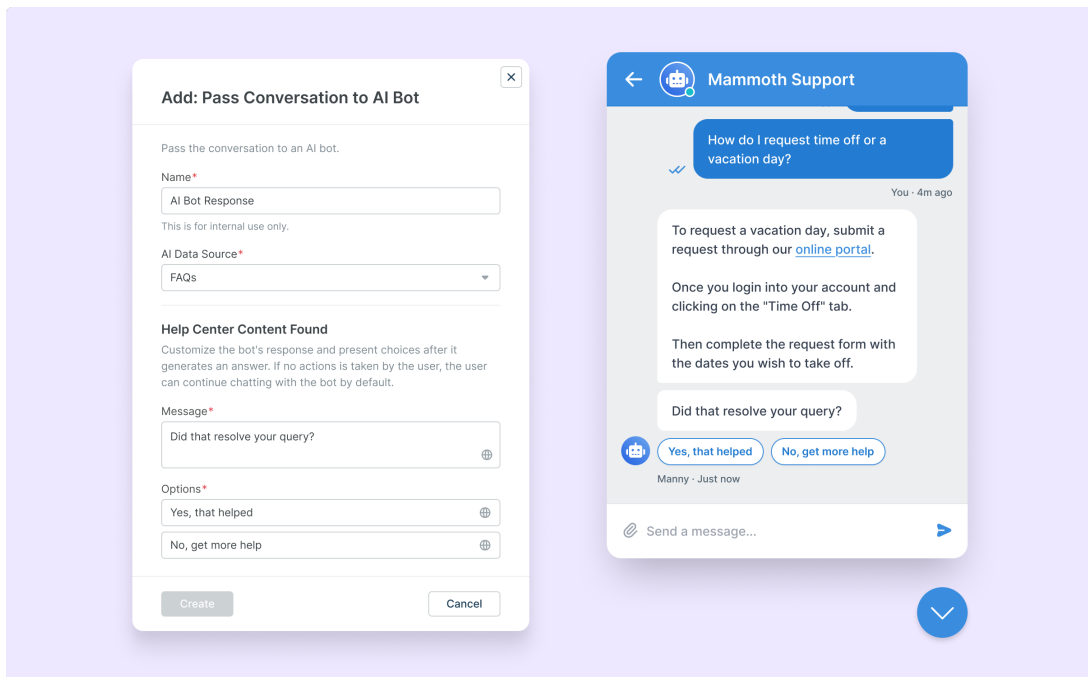 Add: Pass Conversation to AI Bot
Pass the conversation to an AI bot.
Name*
AI Bot Response
This is for internal use only.
AI Data Source*
FAQs
Help Center Content Found
Customize the bot's response and present choices after it
generates an answer. If no actions is taken by the user, the user
can continue chatting with the bot by default.
Message*
Did that resolve your query?
Options*
Yes, that helped
No, get more help
Create
Cancel
Mammoth Support
How do I request time off or a
vacation day?
You · 4m ago
To request a vacation day, submit a
request through our online portal.
Once you login into your account and
clicking on the "Time Off" tab.
Then complete the request form with
the dates you wish to take off.
Did that resolve your query?
Yes, that helped
No, get more help
Manny · Just now
Send a message...